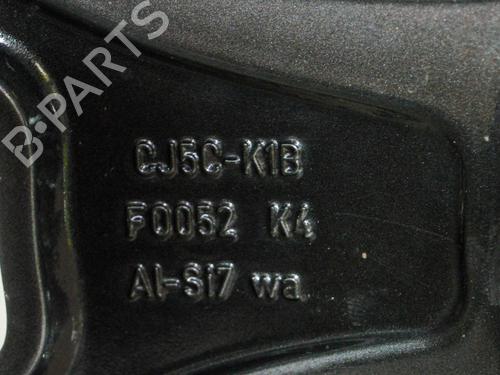 B-PARTS
CJ5C-K1B
F0052 K4
Al-Si7 wa